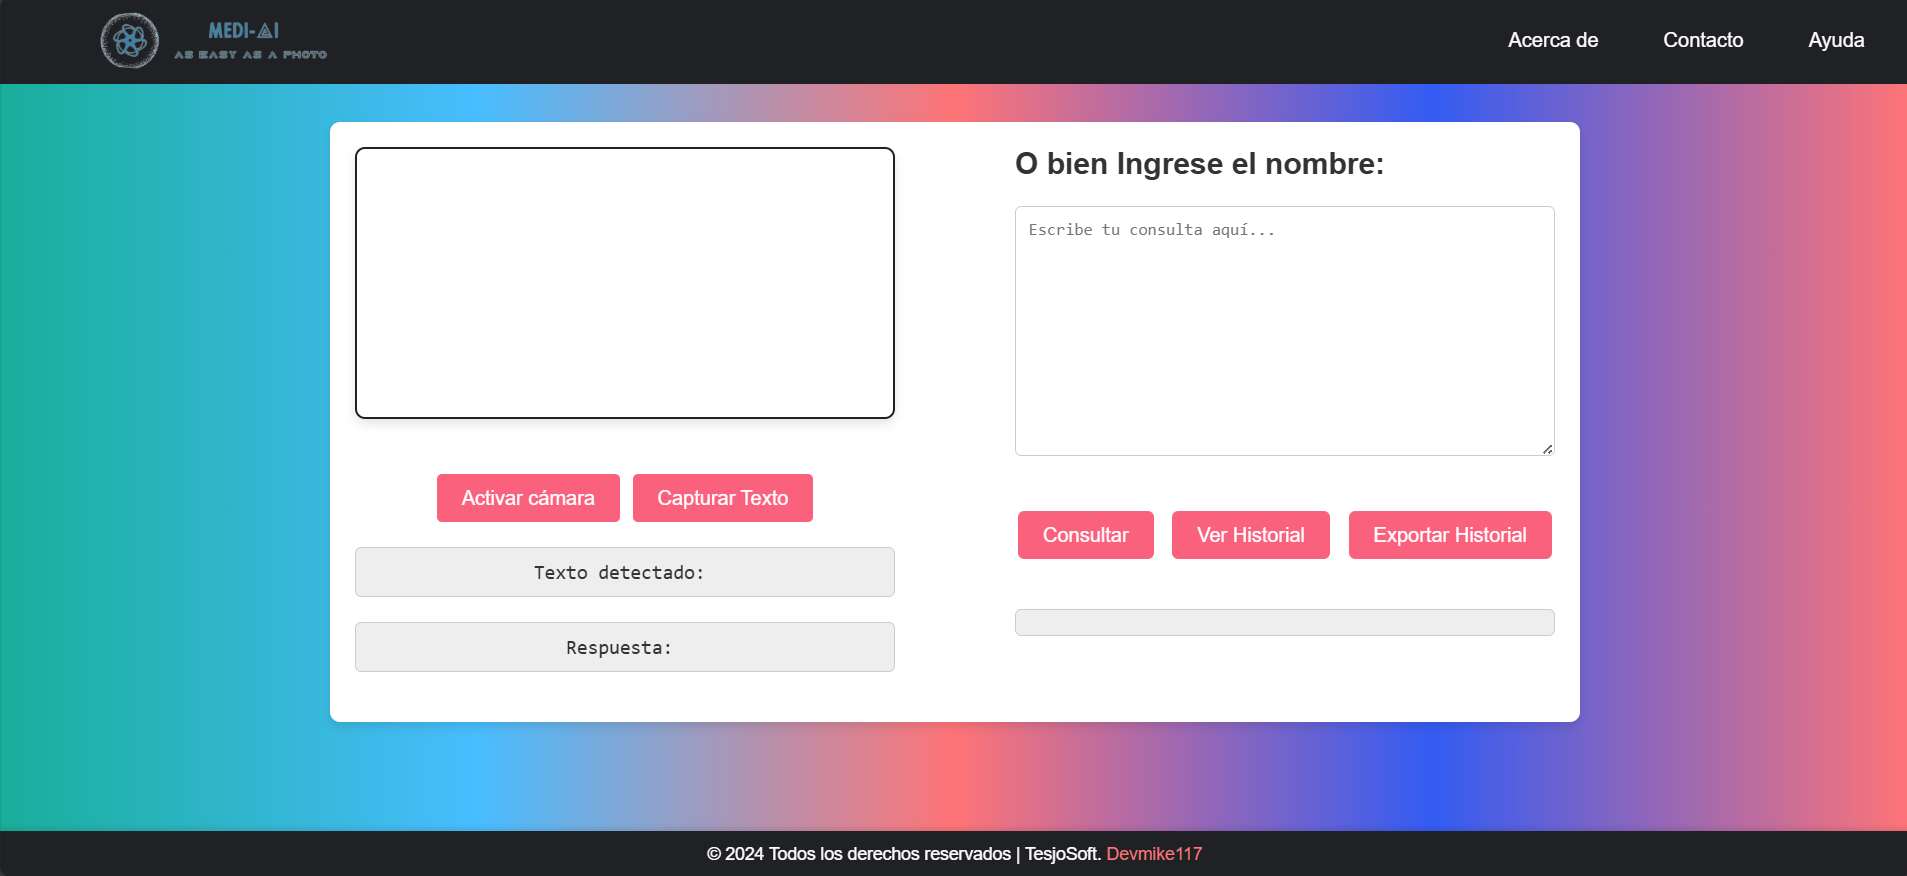 MEDI-AI
AS EASY AS A PHOTO
Acerca de
Contacto
Ayuda
O bien Ingrese el nombre:
Escribe tu consulta aquí...
Activar cámara
Capturar Texto
Consultar
Ver Historial
Exportar Historial
Texto detectado:
Respuesta:
© 2024 Todos los derechos reservados | TesjoSoft. Devmike117